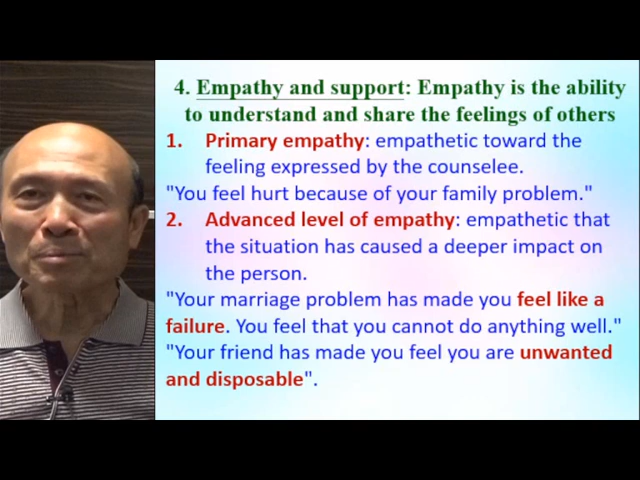 4. Empathy and support: Empathy is the ability
to understand and share the feelings of others
1. Primary empathy: empathetic toward the
feeling expressed by the counselee.
"You feel hurt because of your family problem."
2. Advanced level of empathy: empathetic that
the situation has caused a deeper impact on
the person.
"Your marriage problem has made you feel like a
failure. You feel that you cannot do anything well."
"Your friend has made you feel you are unwanted
and disposable".